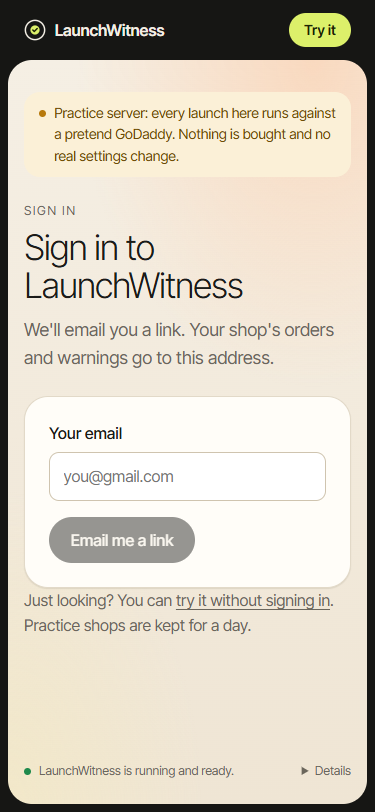 LaunchWitness
Try it
Practice server: every launch here runs against
a pretend GoDaddy. Nothing is bought and no
real settings change.
SIGN IN
Sign in to
LaunchWitness
We'll email you a link. Your shop's orders
and warnings go to this address.
Your email
you@gmail.com
Email me a link
Just looking? You can try it without signing in.
Practice shops are kept for a day.
LaunchWitness is running and ready.
Details